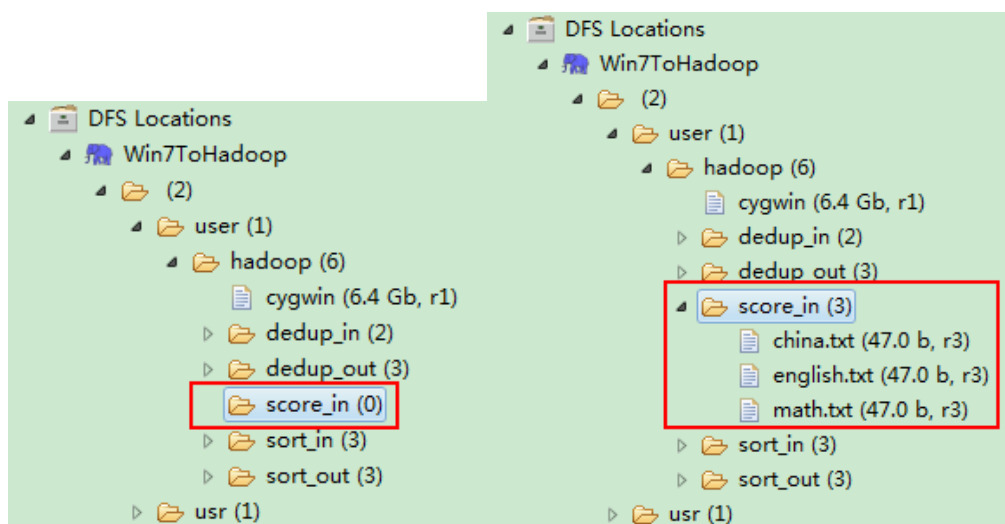 DFS Locations
Win7ToHadoop
(2)
user (1)
hadoop (6)
cygwin (6.4 Gb, r1)
dedup_in (2)
dedup_out (3)
score_in (0)
sort_in (3)
sort_out (3)
usr (1)
DFS Locations
Win7ToHadoop
(2)
user (1)
hadoop (6)
cygwin (6.4 Gb, r1)
dedup_in (2)
dedup_out (3)
score_in (3)
china.txt (47.0 b, r3)
english.txt (47.0 b, r3)
math.txt (47.0 b, r3)
sort_in (3)
sort_out (3)
usr (1)